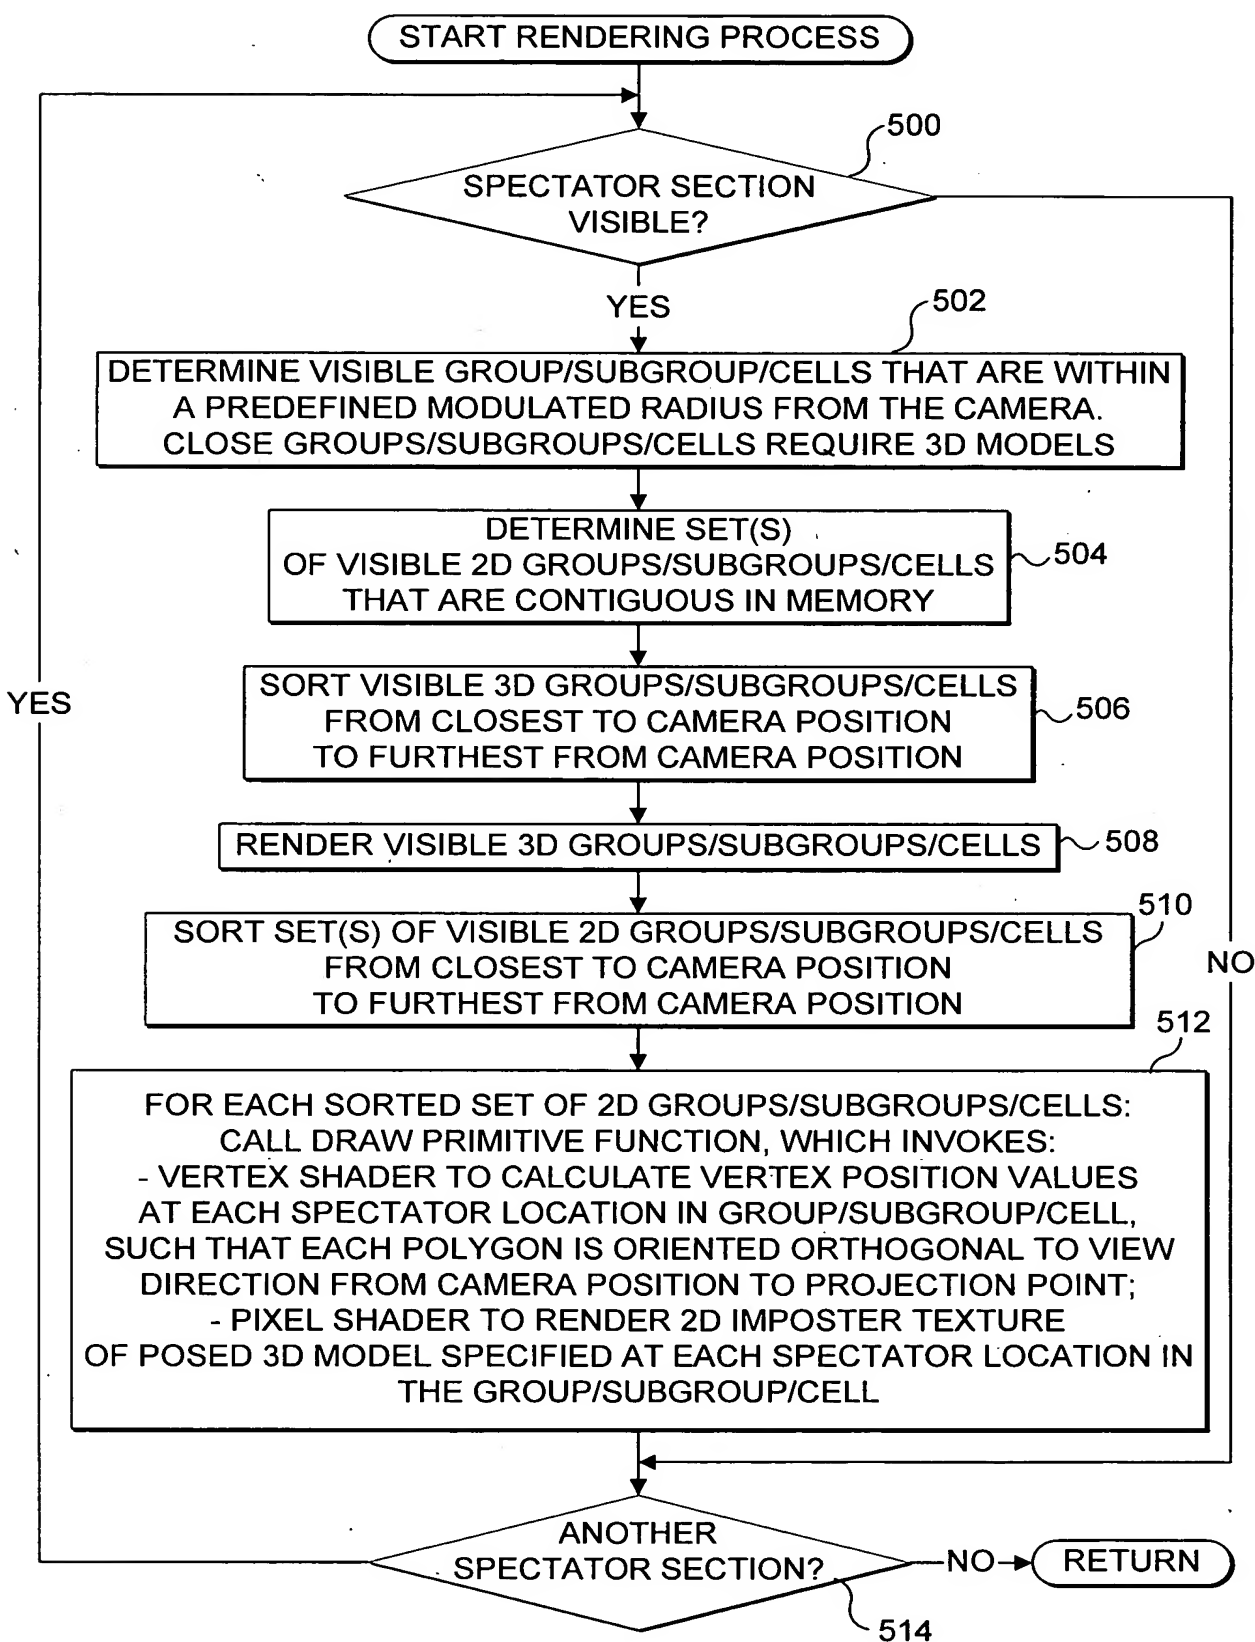 START RENDERING PROCESS
500
SPECTATOR SECTION
VISIBLE?
YES
502
DETERMINE VISIBLE GROUP/SUBGROUP/CELLS THAT ARE WITHIN
A PREDEFINED MODULATED RADIUS FROM THE CAMERA.
CLOSE GROUPS/SUBGROUPS/CELLS REQUIRE 3D MODELS
DETERMINE SET(S)
OF VISIBLE 2D GROUPS/SUBGROUPS/CELLS
THAT ARE CONTIGUOUS IN MEMORY
504
SORT VISIBLE 3D GROUPS/SUBGROUPS/CELLS
FROM CLOSEST TO CAMERA POSITION
TO FURTHEST FROM CAMERA POSITION
506
YES
RENDER VISIBLE 3D GROUPS/SUBGROUPS/CELLS
508
510
SORT SET(S) OF VISIBLE 2D GROUPS/SUBGROUPS/CELLS
FROM CLOSEST TO CAMERA POSITION
TO FURTHEST FROM CAMERA POSITION
NO
512
FOR EACH SORTED SET OF 2D GROUPS/SUBGROUPS/CELLS:
CALL DRAW PRIMITIVE FUNCTION, WHICH INVOKES:
- VERTEX SHADER TO CALCULATE VERTEX POSITION VALUES
AT EACH SPECTATOR LOCATION IN GROUP/SUBGROUP/CELL,
SUCH THAT EACH POLYGON IS ORIENTED ORTHOGONAL TO VIEW
DIRECTION FROM CAMERA POSITION TO PROJECTION POINT;
- PIXEL SHADER TO RENDER 2D IMPOSTER TEXTURE
OF POSED 3D MODEL SPECIFIED AT EACH SPECTATOR LOCATION IN
THE GROUP/SUBGROUP/CELL
ANOTHER
SPECTATOR SECTION?
NO
RETURN
514